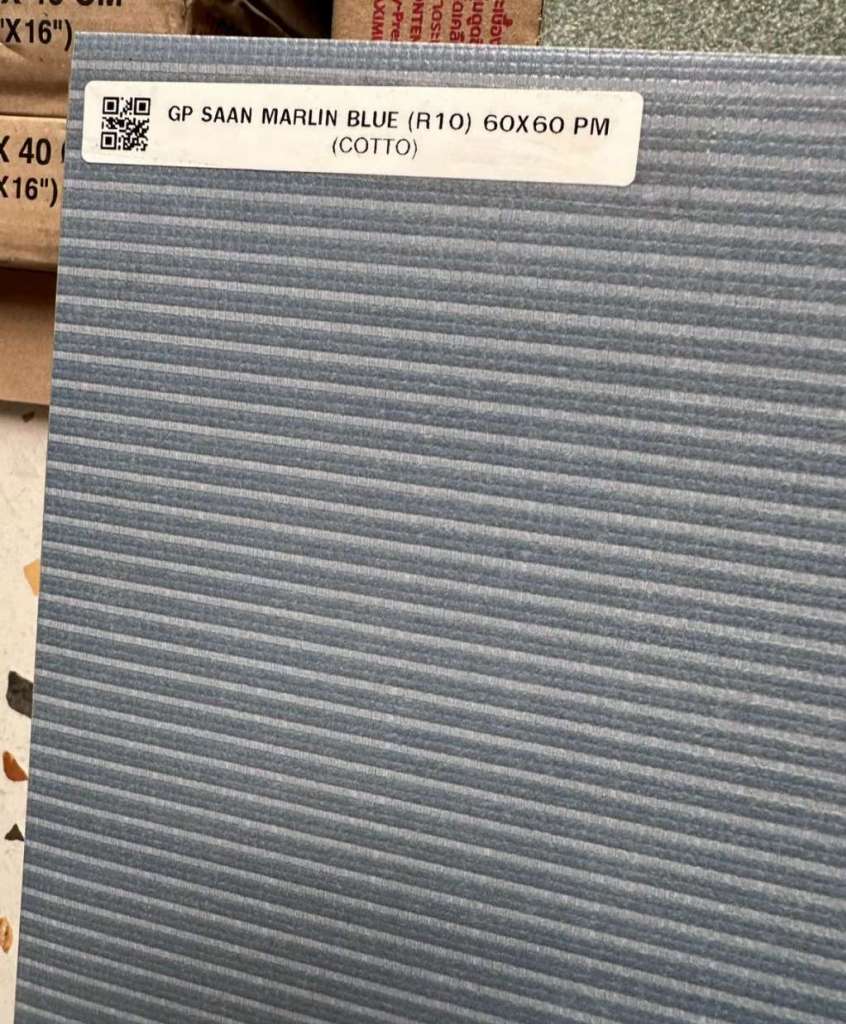 "X16")
X 40
X16")
GP SAAN MARLIN BLUE (R10) 60X60 PM
(COTTO)